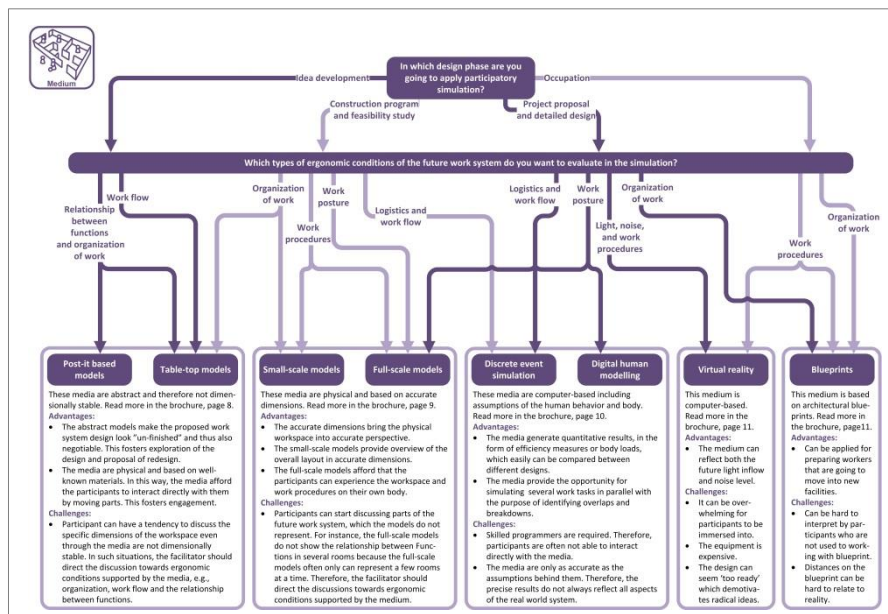 Medium
In which design phase are you
going to apply participatory
simulation?
Idea development
Occupation
Construction program
and feasibility study
Project proposal
and detailed design
Which types of ergonomic conditions of the future work system do you want to evaluate in the simulation?
Work flow
Relationship
between
functions
and organization
of work
Organization
of work
Work
procedures
Work
posture
Logistics and
work flow
Logistics and
work flow
Work
posture
Light, noise,
and work
procedures
Organization
of work
Work
procedures
Organization
of work
Post-it based
models
Table-top models
These media are abstract and therefore not dimen-
sionally stable. Read more in the brochure, page 8.
Advantages:
• The abstract models make the proposed work
system design look "un-finished" and thus also
negotiable. This fosters exploration of the
design and proposal of redesign.
• The media are physical and based on well-
known materials. In this way, the media afford
the participants to interact directly with them
by moving parts. This fosters engagement.
Challenges:
• Participant can have a tendency to discuss the
specific dimensions of the workspace even
through the media are not dimensionally
stable. In such situations, the facilitator should
direct the discussion towards ergonomic
conditions supported by the media, e.g.,
organization, work flow and the relationship
between functions.
Small-scale models
Full-scale models
These media are physical and based on accurate
dimensions. Read more in the brochure, page 9.
Advantages:
• The accurate dimensions bring the physical
workspace into accurate perspective.
• The small-scale models provide overview of the
overall layout in accurate dimensions.
• The full-scale models afford that the
participants can experience the workspace and
work procedures on their own body.
Challenges:
• Participants can start discussing parts of the
future work system, which the models do not
represent. For instance, the full-scale models
do not show the relationship between Func-
tions in several rooms because the full-scale
models often only can represent a few rooms
at a time. Therefore, the facilitator should
direct the discussions towards ergonomic
conditions supported by the medium.
Discrete event
simulation
Digital human
modelling
These media are computer-based including
assumptions of the human behavior and body.
Read more in the brochure, page 10.
Advantages:
• The media generate quantitative results, in the
form of efficiency measures or body loads,
which easily can be compared between
different designs.
• The media provide the opportunity for
simulating several work tasks in parallel with
the purpose of identifying overlaps and
breakdowns.
Challenges:
• Skilled programmers are required. Therefore,
participants are often not able to interact
directly with the media.
• The media are only as accurate as the
assumptions behind them. Therefore, the
precise results do not always reflect all aspects
of the real world system.
Virtual reality
This medium is
computer-based.
Read more in the
brochure, page 11.
Advantages:
• The medium can
reflect both the
future light inflow
and noise level.
Challenges:
• It can be over-
whelming for
participants to be
immersed into.
• The equipment is
expensive.
• The design can
seem 'too ready'
which demotiva-
tes radical ideas.
Blueprints
This medium is based
on architectural blue-
prints. Read more in
the brochure, page11.
Advantages:
• Can be applied for
preparing workers
that are going to
move into new
facilities.
Challenges:
• Can be hard to
interpret by par-
ticipants who are
not used to work-
ing with blueprint.
• Distances on the
blueprint can be
hard to relate to
reality.